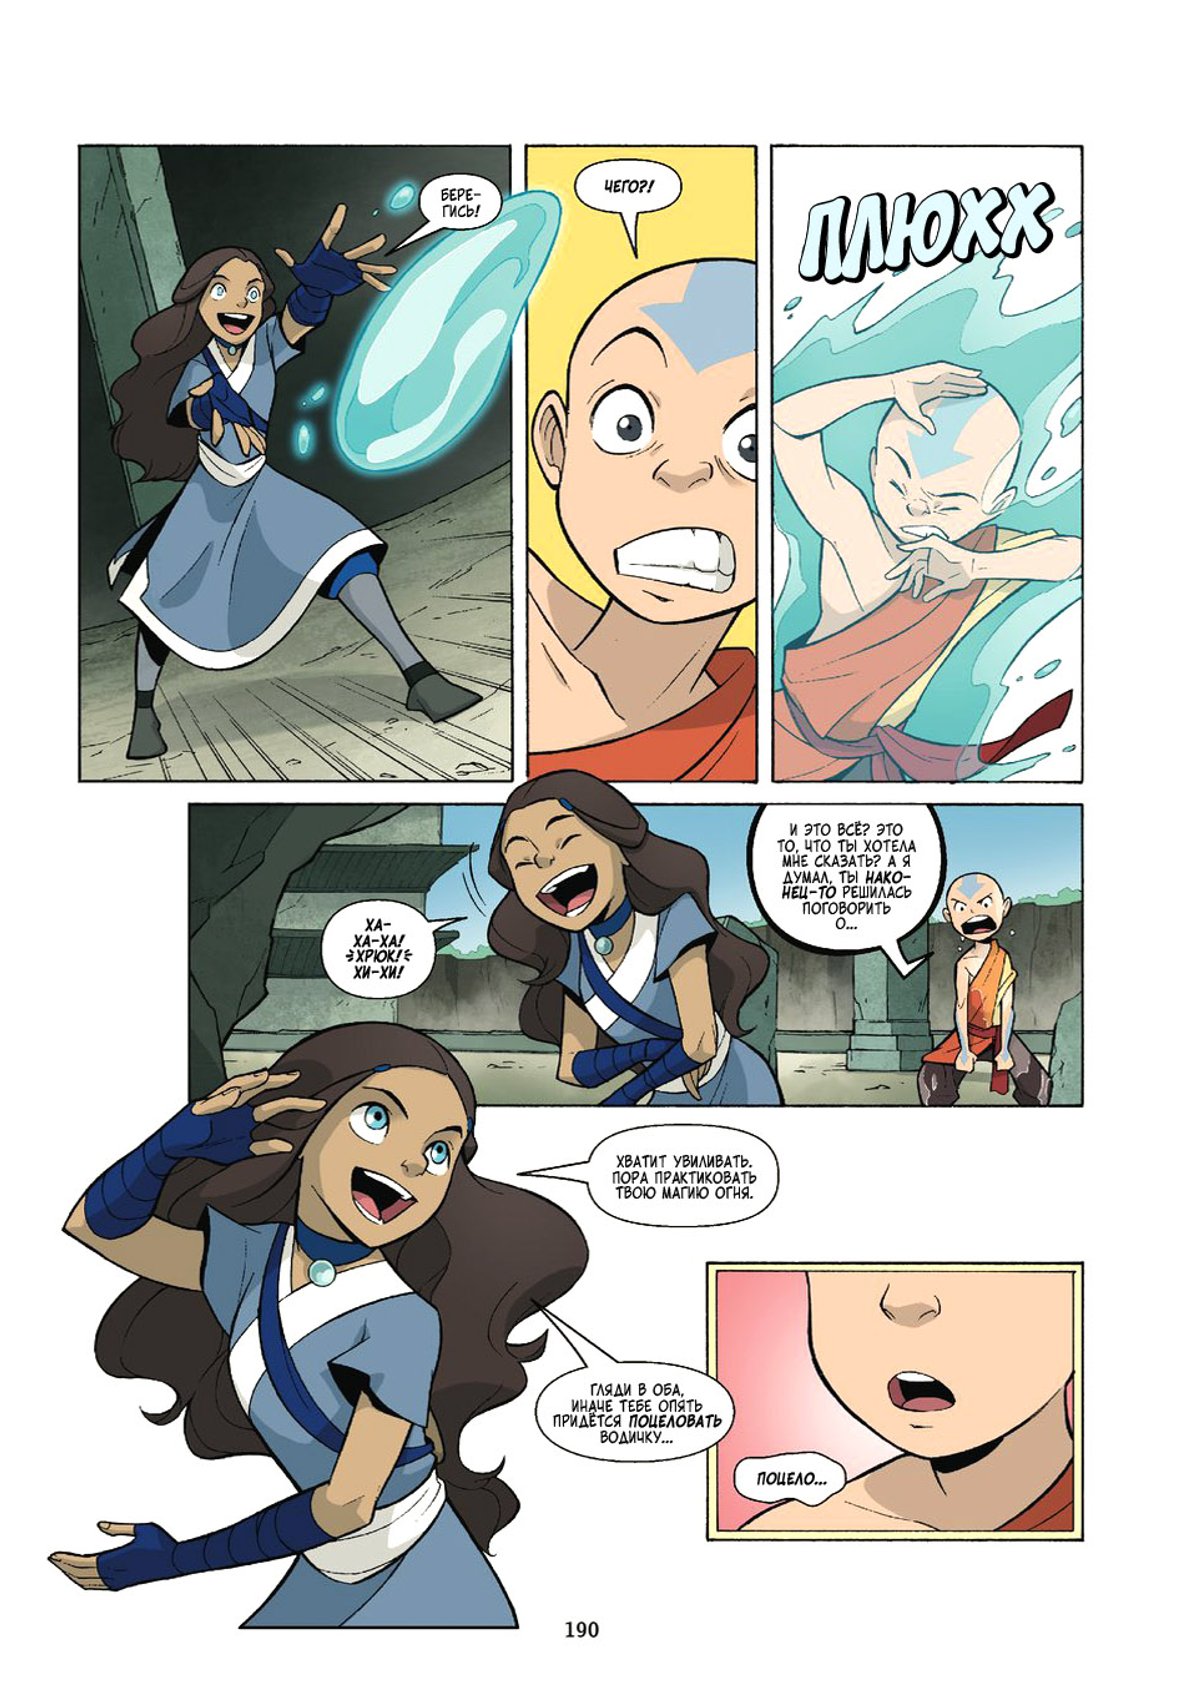 БЕРЕ-
ГИСЬ!
ЧЕГО?!
ПЛЮХХ
ХА-
ХА-ХА!
ХРЮК!
ХИ-ХИ!
И ЭТО ВСЁ? ЭТО
ТО, ЧТО ТЫ ХОТЕЛА
МНЕ СКАЗАТЬ? А Я
ДУМАЛ, ТЫ НАКО-
НЕЦ-ТО РЕШИЛАСЬ
ПОГОВОРИТЬ
О...
ХВАТИТ УВИЛИВАТЬ.
ПОРА ПРАКТИКОВАТЬ
ТВОЮ МАГИЮ ОГНЯ.
ГЛЯДИ В ОБА,
ИНАЧЕ ТЕБЕ ОПЯТЬ
ПРИДЁТСЯ ПОЦЕЛОВАТЬ
ВОДИЧКУ...
ПОЦЕЛО...
190